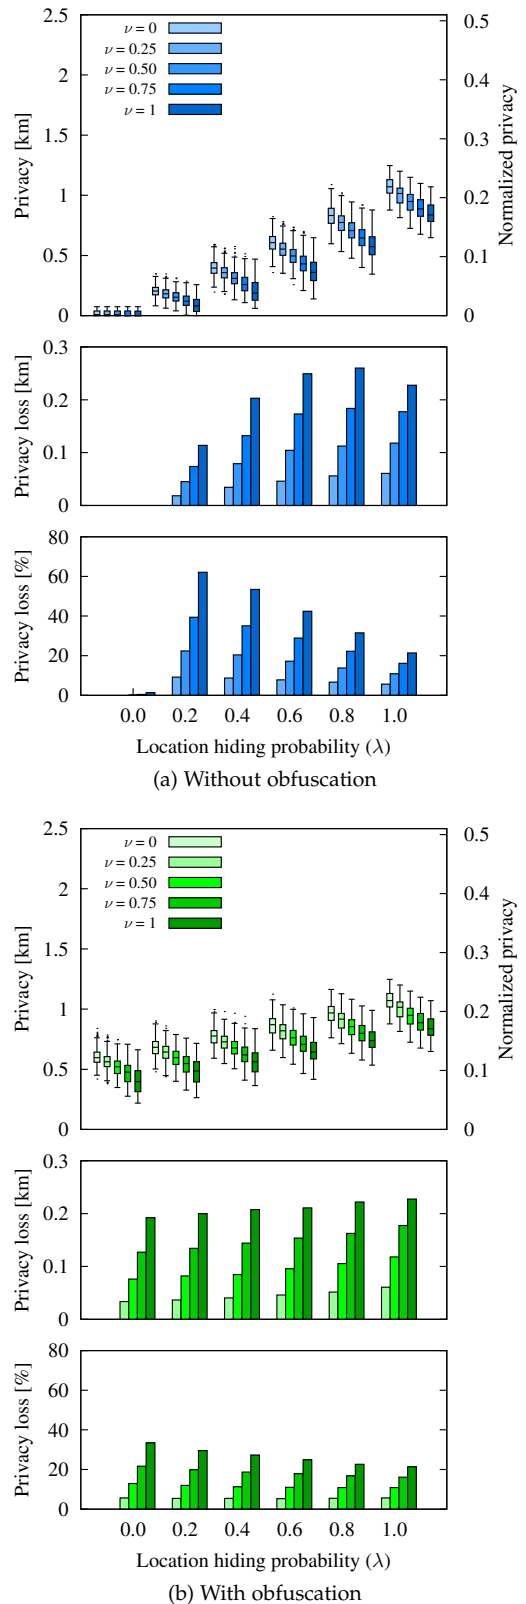 2.5
2
1.5
1
0.5
0
0.5
0.4
0.3
0.2
0.1
0
Privacy [km]
Normalized privacy
ν = 0
ν = 0.25
ν = 0.50
ν = 0.75
ν = 1
0.3
0.2
0.1
0
Privacy loss [km]
80
60
40
20
0
Privacy loss [%]
0.0 0.2 0.4 0.6 0.8 1.0
Location hiding probability (λ)
(a) Without obfuscation
2.5
2
1.5
1
0.5
0
0.5
0.4
0.3
0.2
0.1
0
Privacy [km]
Normalized privacy
ν = 0
ν = 0.25
ν = 0.50
ν = 0.75
ν = 1
0.3
0.2
0.1
0
Privacy loss [km]
80
60
40
20
0
Privacy loss [%]
0.0 0.2 0.4 0.6 0.8 1.0
Location hiding probability (λ)
(b) With obfuscation